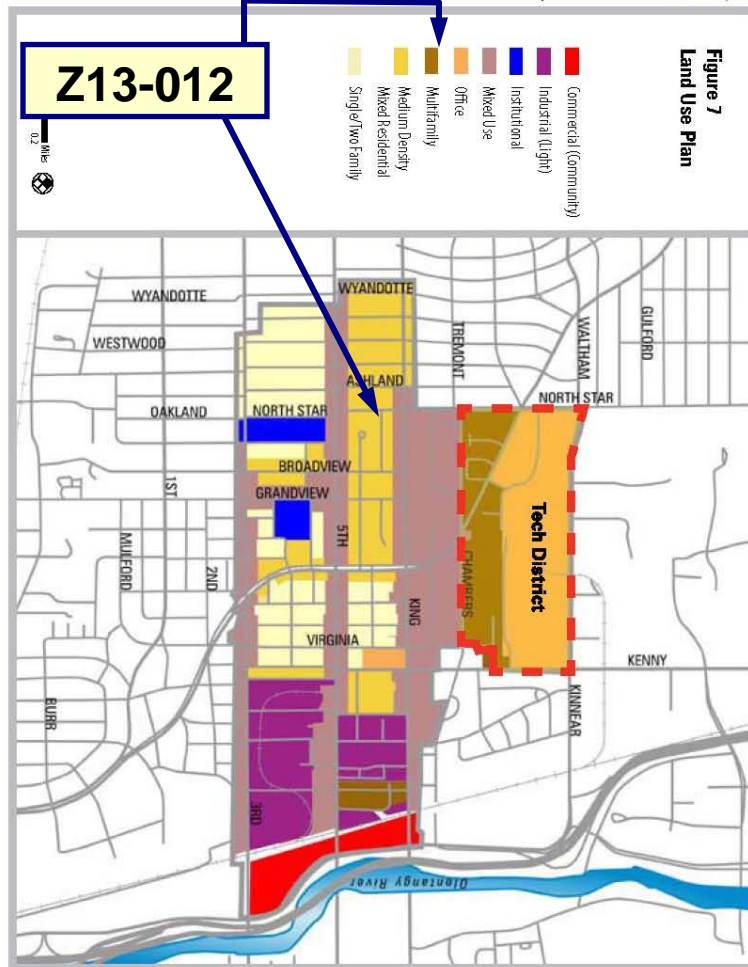 Z13-012
Figure 7
Land Use Plan
Commercial (Community)
Industrial (Light)
Institutional
Mixed Use
Office
Multifamily
Medium Density
Mixed Residential
Single/Two Family
Miles
0.2
WYANDOTTE
WYANDOTTE
WESTWOOD
TREMONT
WALTHAM
GULFORD
ASHLAND
NORTH STAR
OAKLAND
NORTH STAR
BROADVIEW
GRANDVIEW
1ST
2ND
MULFORD
5TH
Tech District
CHAMBERS
KING
VIRGINIA
KENNY
KINNEAR
BURR
3RD
Olentangy River